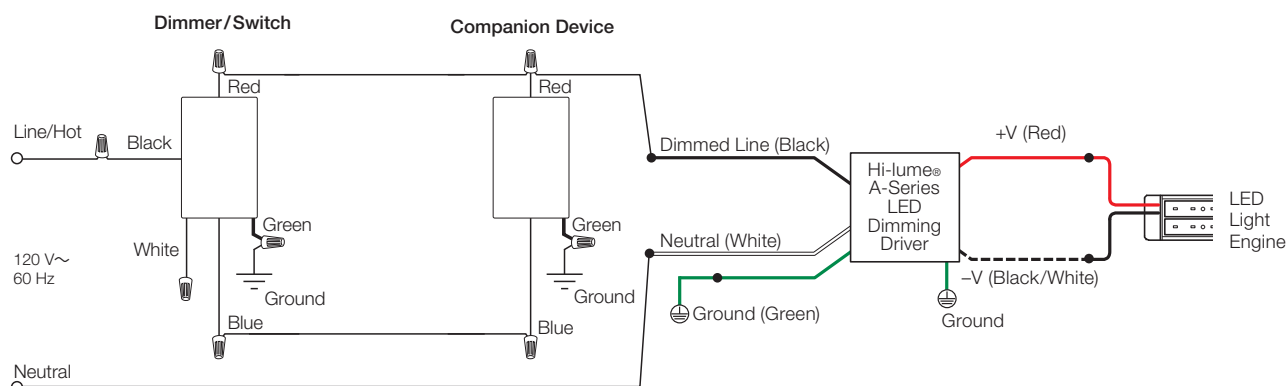 Dimmer/Switch
Companion Device
Red
Red
Line/Hot
Black
Dimmed Line (Black)
+V (Red)
Hi-lume®
A-Series
LED
Dimming
Driver
LED
Light
Engine
Green
Green
White
Neutral (White)
120 V~
60 Hz
–V (Black/White)
Ground
Ground
Ground (Green)
Ground
Blue
Blue
Neutral